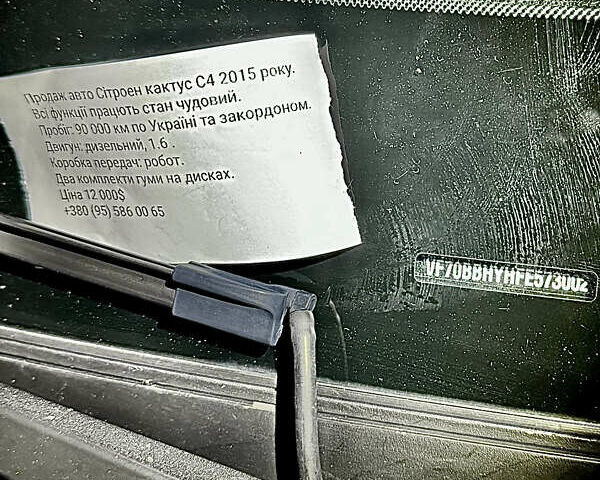 Продаж авто Сітроен кактус С4 2015 року.
Всі функції працють стан чудовий.
Пробіг: 90 000 км по Україні та закордоном.
Двигун: дизельний, 1.6 .
Коробка передач: робот.
Два комплекти гуми на дисках.
Ціна 12 000$
+380 (95) 586 00 65
VF70BBHYHFE573002